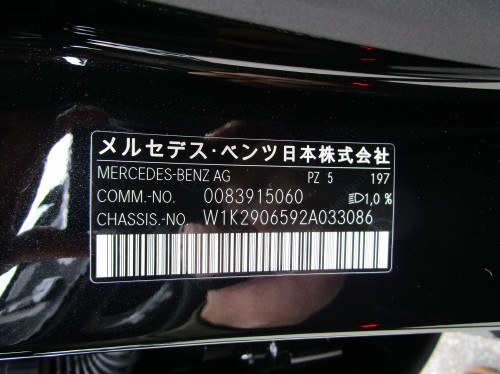 メルセデス・ベンツ日本株式会社
MERCEDES-BENZ AG PZ 5 197
COMM.-NO. 0083915060 1,0 %
CHASSIS.-NO W1K2906592A033086